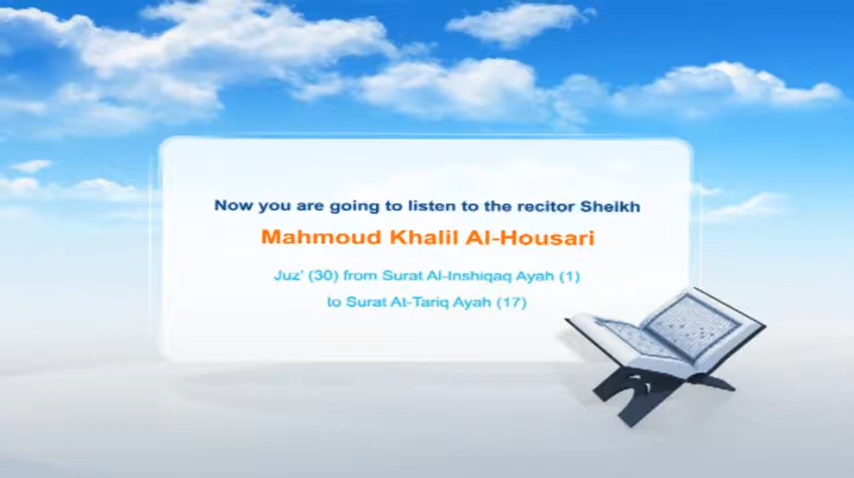 Now you are going to listen to the recitor Sheikh
Mahmoud Khalil Al-Housari
Juz' (30) from Surat Al-Inshiqaq Ayah (1)
to Surat At-Tariq Ayah (17)